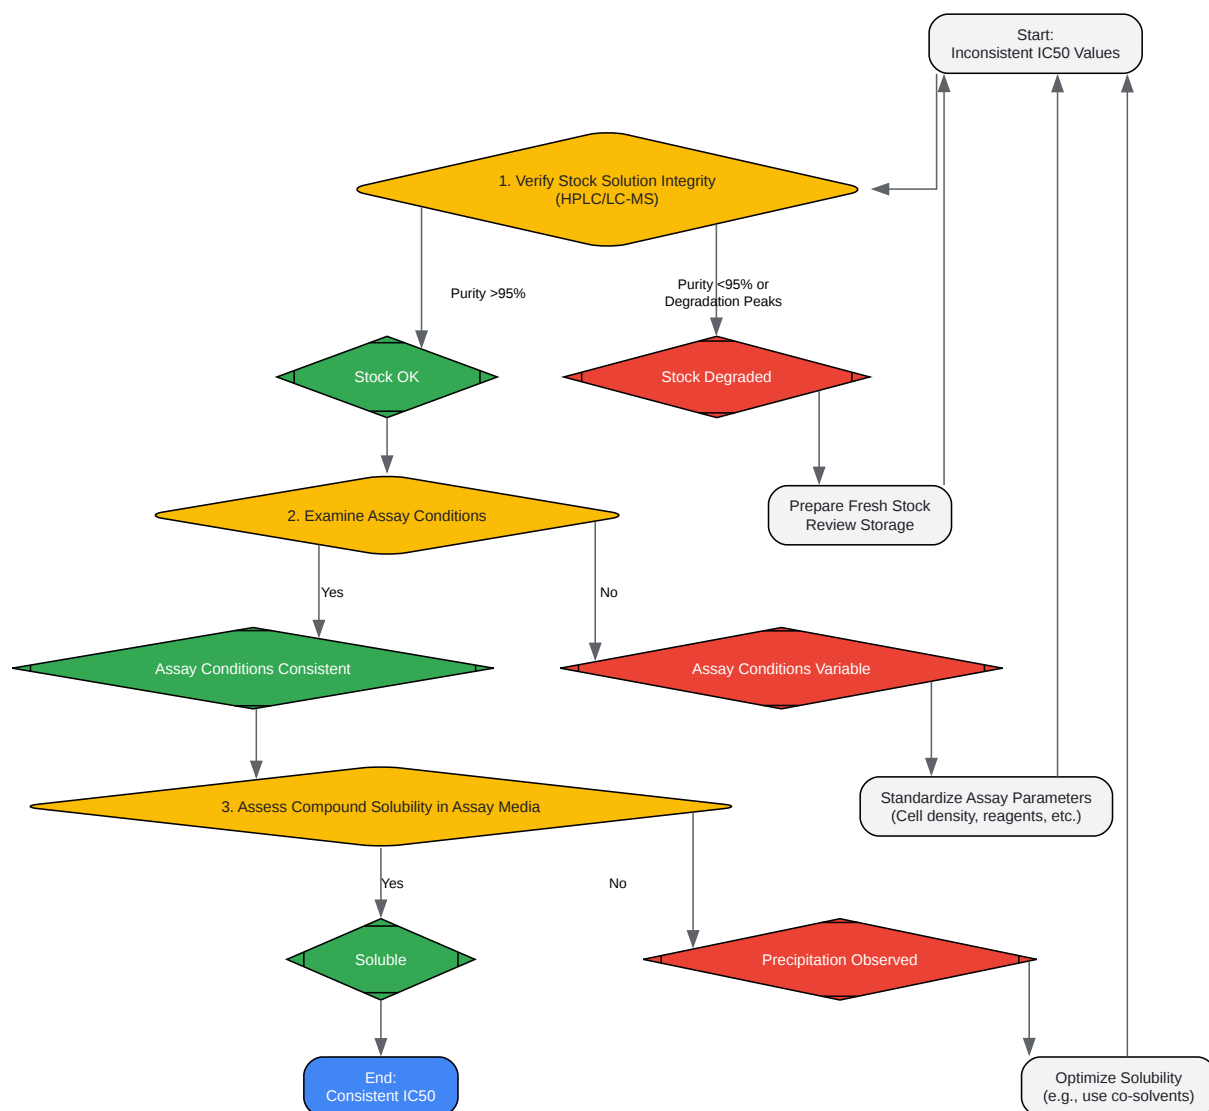 Start:
Inconsistent IC50 Values
1. Verify Stock Solution Integrity
(HPLC/LC-MS)
Purity >95%
Purity <95% or
Degradation Peaks
Stock OK
Stock Degraded
Prepare Fresh Stock
Review Storage
2. Examine Assay Conditions
Yes
No
Assay Conditions Consistent
Assay Conditions Variable
Standardize Assay Parameters
(Cell density, reagents, etc.)
3. Assess Compound Solubility in Assay Media
Yes
No
Soluble
Precipitation Observed
End:
Consistent IC50
Optimize Solubility
(e.g., use co-solvents)